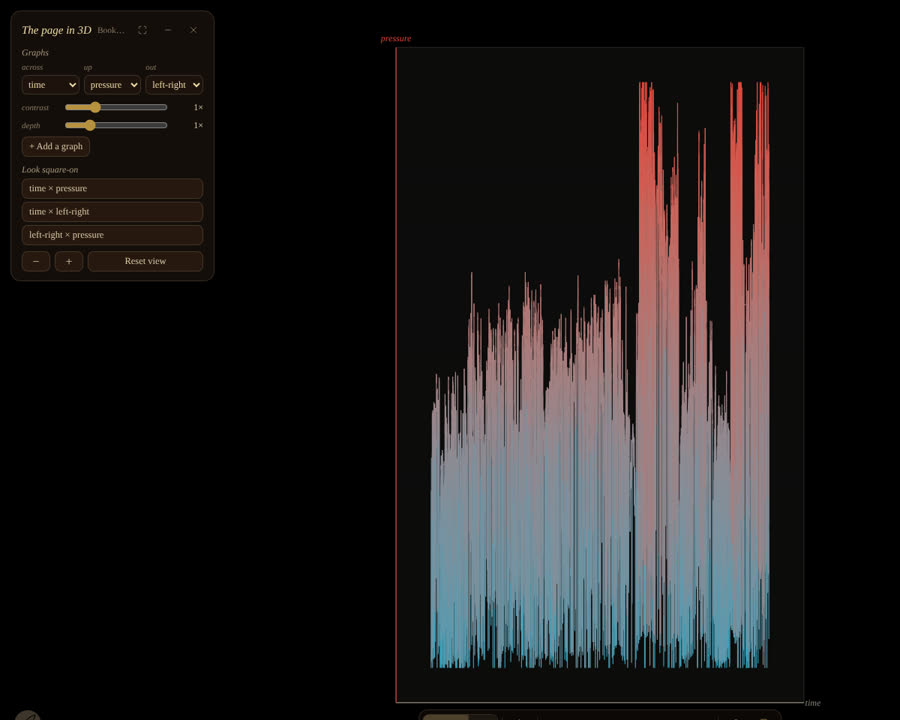 The page in 3D Book…
Graphs
across up out
time pressure left-right
contrast 1×
depth 1×
+ Add a graph
Look square-on
time × pressure
time × left-right
left-right × pressure
− + Reset view
pressure
time